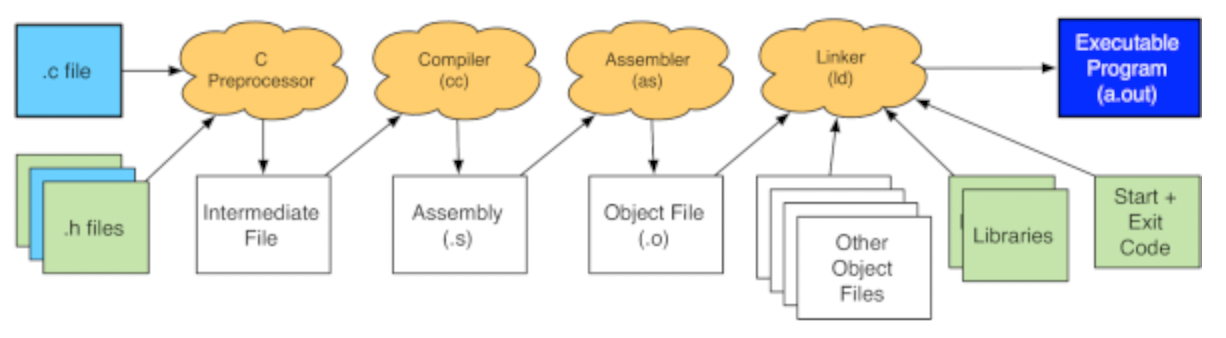 .c file
C
Preprocessor
Compiler
(cc)
Assembler
(as)
Linker
(ld)
Executable
Program
(a.out)
.h files
Intermediate
File
Assembly
(.s)
Object File
(.o)
Other
Object
Files
Libraries
Start +
Exit
Code